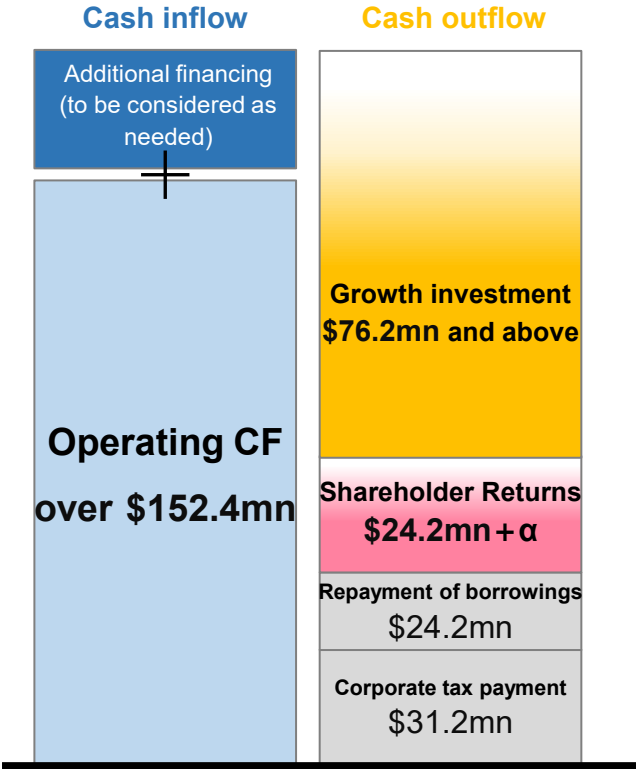 Cash inflow
Cash outflow
Additional financing
(to be considered as
needed)
Operating CF
over $152.4mn
Growth investment
$76.2mn and above
Shareholder Returns
$24.2mn+α
Repayment of borrowings
$24.2mn
Corporate tax payment
$31.2mn